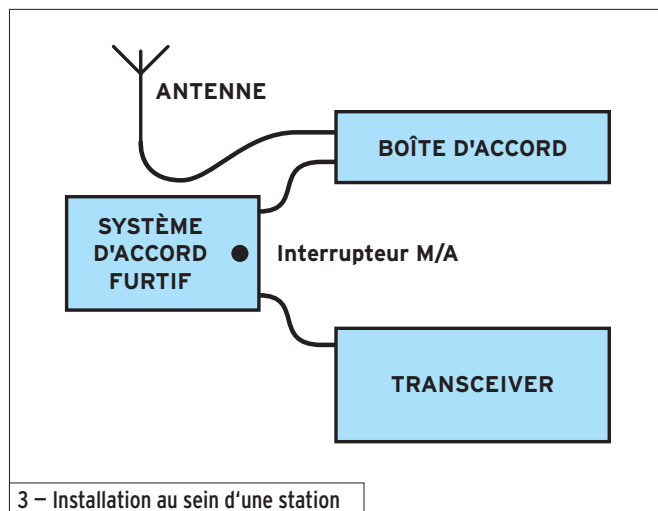 ANTENNE
BOÎTE D'ACCORD
SYSTÈME
D'ACCORD
FURTIF
Interrupteur M/A
TRANSCEIVER
3 – Installation au sein d'une station